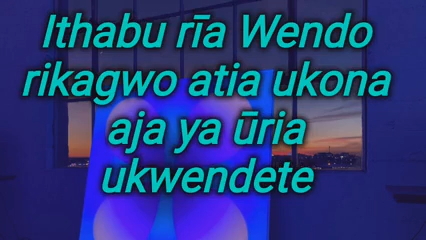 Ithabu rīa Wendo
rikagwo atia ukona
aja ya ūria
ukwendete